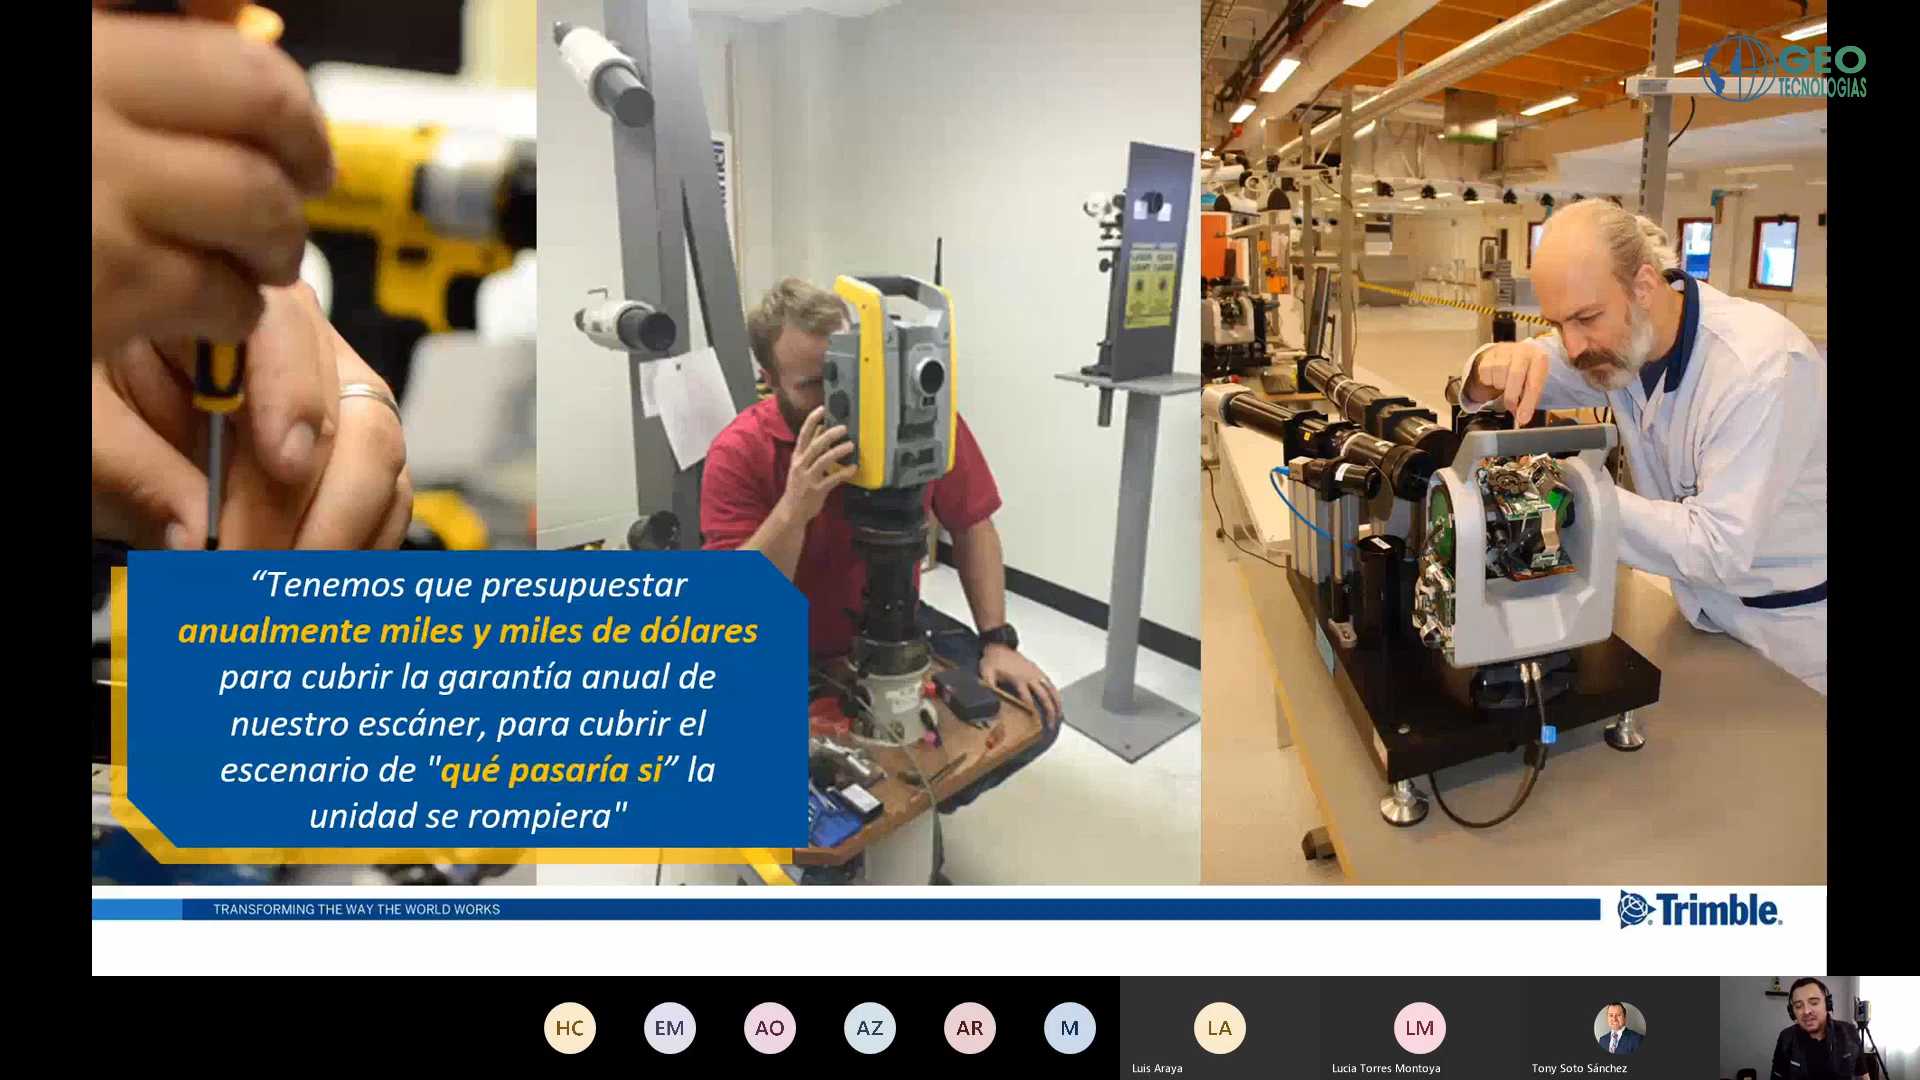 GEO
TECNOLOGIAS
“Tenemos que presupuestar
anualmente miles y miles de dólares
para cubrir la garantía anual de
nuestro escáner, para cubrir el
escenario de "qué pasaría si” la
unidad se rompiera"
TRANSFORMING THE WAY THE WORLD WORKS
Trimble
HC
EM
AO
AZ
AR
M
LA
LM
Luis Araya
Lucia Torres Montoya
Tony Soto Sánchez